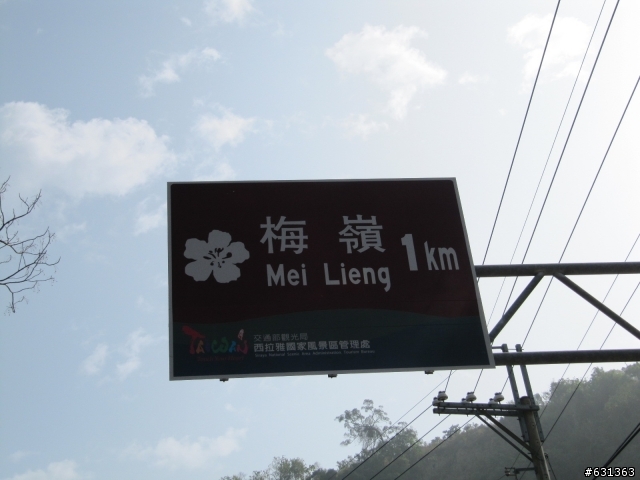 梅嶺 1km
Mei Lieng
TAIWAN
交通部觀光局
西拉雅國家風景區管理處
#631363